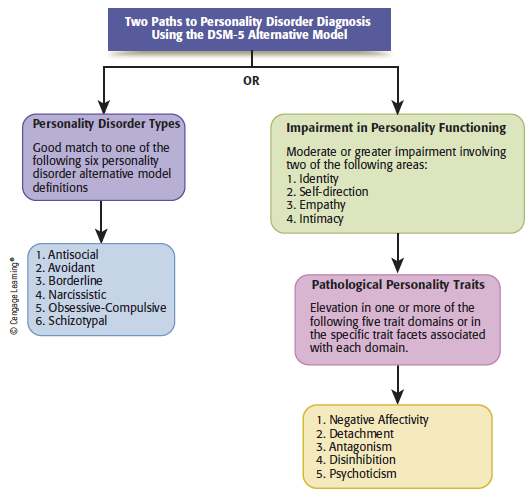 Two Paths to Personality Disorder Diagnosis
Using the DSM-5 Alternative Model
OR
Personality Disorder Types
Good match to one of the
following six personality
disorder alternative model
definitions
1. Antisocial
2. Avoidant
3. Borderline
4. Narcissistic
5. Obsessive-Compulsive
6. Schizotypal
© Cengage Learning®
Impairment in Personality Functioning
Moderate or greater impairment involving
two of the following areas:
1. Identity
2. Self-direction
3. Empathy
4. Intimacy
Pathological Personality Traits
Elevation in one or more of the
following five trait domains or in
the specific trait facets associated
with each domain.
1. Negative Affectivity
2. Detachment
3. Antagonism
4. Disinhibition
5. Psychoticism